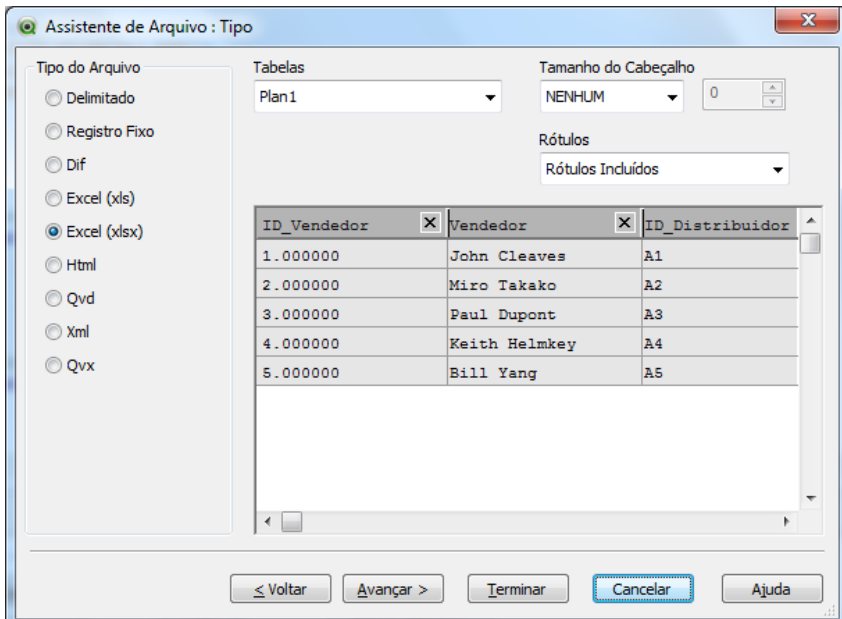 Assistente de Arquivo : Tipo
Tipo do Arquivo
Delimitado
Registro Fixo
Dif
Excel (xls)
Excel (xlsx)
Html
Qvd
Xml
Qvx
Tabelas
Plan1
Tamanho do Cabeçalho
NENHUM 0
Rótulos
Rótulos Incluídos
ID_Vendedor Vendedor ID_Distribuidor
1.000000 John Cleaves A1
2.000000 Miro Takako A2
3.000000 Paul Dupont A3
4.000000 Keith Helmkey A4
5.000000 Bill Yang A5
< Voltar Avançar > Terminar Cancelar Ajuda